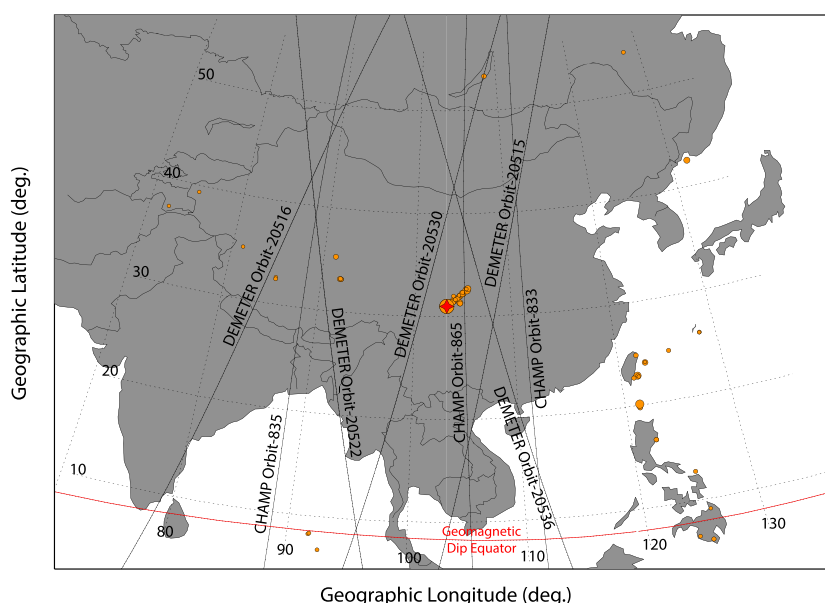 50
40
30
20
10
80
90
100
110
120
130
DEMETER Orbit-20516
DEMETER Orbit-20530
DEMETER Orbit-20515
DEMETER Orbit-20522
CHAMP Orbit-865
CHAMP Orbit-833
CHAMP Orbit-835
DEMETER Orbit-20536
Geomagnetic
Dip Equator
Geographic Latitude (deg.)
Geographic Longitude (deg.)